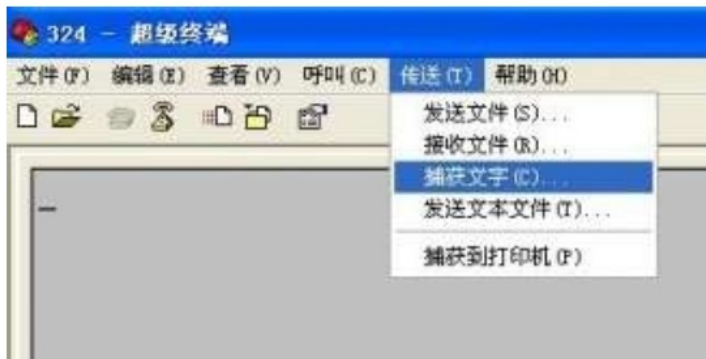 324 - 超级终端
文件(F) 编辑(E) 查看(V) 呼叫(C) 传送(T) 帮助(H)
发送文件(S)...
接收文件(R)...
捕获文字(C)...
发送文本文件(T)...
捕获到打印机(P)